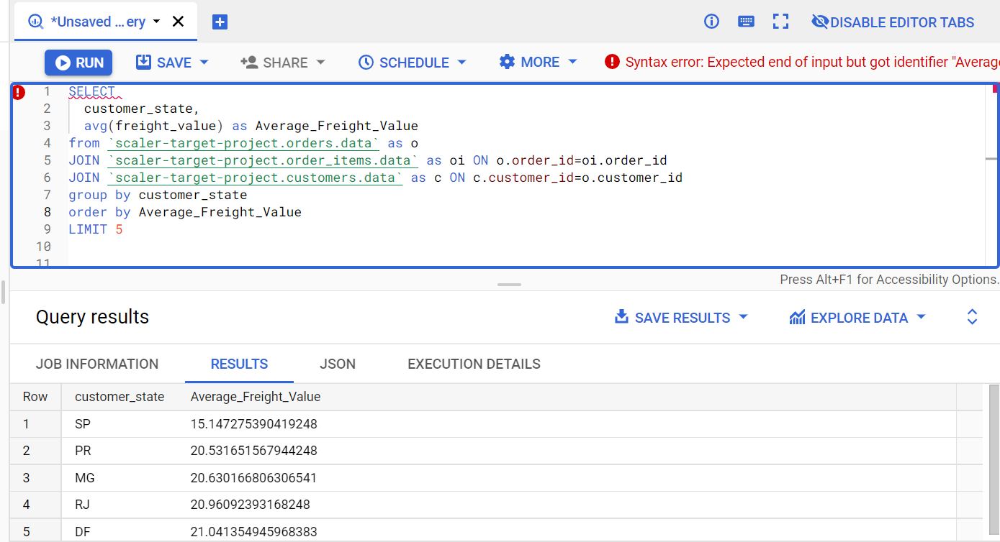 *Unsaved ... ery
DISABLE EDITOR TABS
RUN SAVE SHARE SCHEDULE MORE Syntax error: Expected end of input but got identifier "Averag
1 SELECT
2 customer_state,
3 avg(freight_value) as Average_Freight_Value
4 from `scaler-target-project.orders.data` as o
5 JOIN `scaler-target-project.order_items.data` as oi ON o.order_id=oi.order_id
6 JOIN `scaler-target-project.customers.data` as c ON c.customer_id=o.customer_id
7 group by customer_state
8 order by Average_Freight_Value
9 LIMIT 5
10
11
Press Alt+F1 for Accessibility Options.
Query results SAVE RESULTS EXPLORE DATA
JOB INFORMATION RESULTS JSON EXECUTION DETAILS
Row customer_state Average_Freight_Value
1 SP 15.147275390419248
2 PR 20.531651567944248
3 MG 20.630166806306541
4 RJ 20.96092393168248
5 DF 21.041354945968383